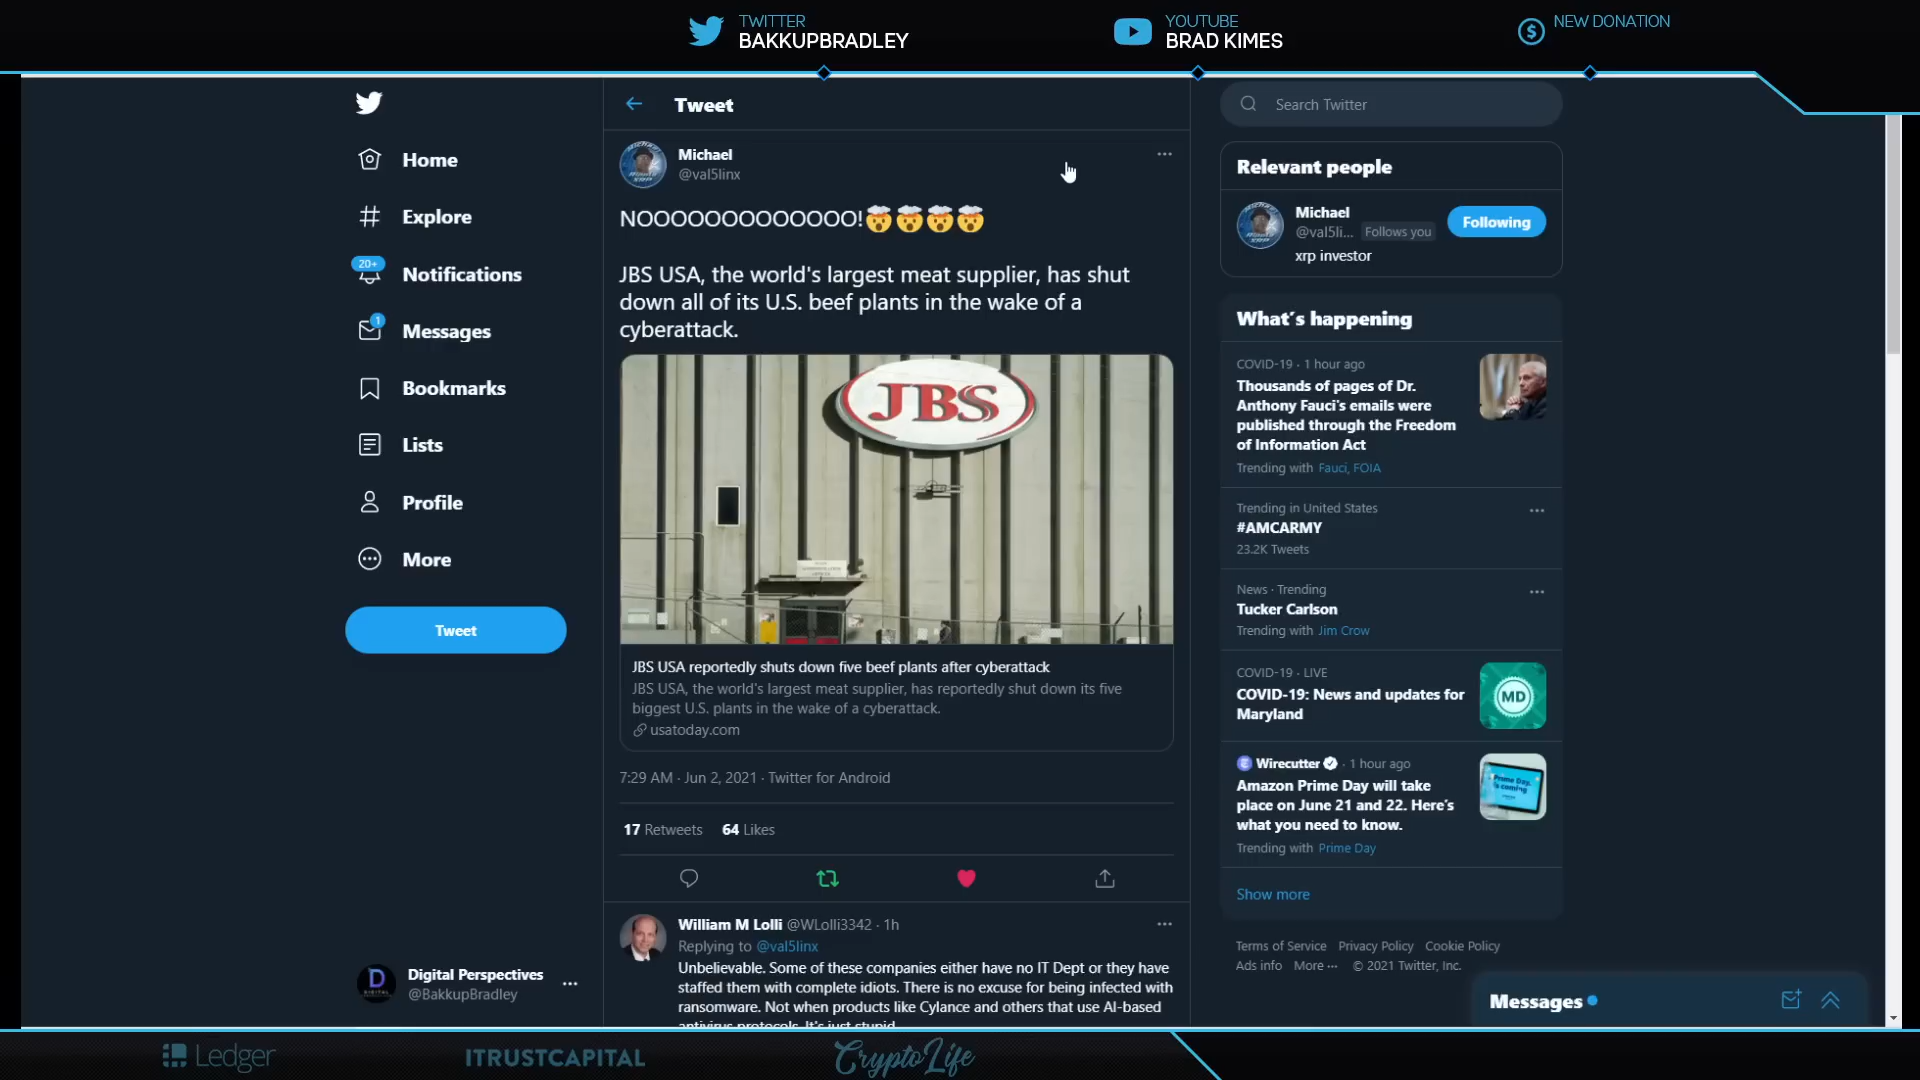 TWITTER
BAKKUPBRADLEY
YOUTUBE
BRAD KIMES
NEW DONATION
Home
Explore
20+
Notifications
1
Messages
Bookmarks
Lists
Profile
More
Tweet
Digital Perspectives
@BakkupBradley
Tweet
Michael
@val5linx
NOOOOOOOOOOOOO!🤯🤯🤯🤯
JBS USA, the world's largest meat supplier, has shut
down all of its U.S. beef plants in the wake of a
cyberattack.
JBS
JBS USA reportedly shuts down five beef plants after cyberattack
JBS USA, the world's largest meat supplier, has reportedly shut down its five
biggest U.S. plants in the wake of a cyberattack.
usatoday.com
7:29 AM · Jun 2, 2021 · Twitter for Android
17 Retweets 64 Likes
William M Lolli @WLolli3342 · 1h
Replying to @val5linx
Unbelievable. Some of these companies either have no IT Dept or they have
staffed them with complete idiots. There is no excuse for being infected with
ransomware. Not when products like Cylance and others that use AI-based
antivirus protocols. It's just stupid
Search Twitter
Relevant people
Michael
@val5li... Follows you
Following
xrp investor
What's happening
COVID-19 · 1 hour ago
Thousands of pages of Dr.
Anthony Fauci's emails were
published through the Freedom
of Information Act
Trending with Fauci, FOIA
Trending in United States
#AMCARMY
23.2K Tweets
News · Trending
Tucker Carlson
Trending with Jim Crow
COVID-19 · LIVE
COVID-19: News and updates for
Maryland
MD
Wirecutter · 1 hour ago
Amazon Prime Day will take
place on June 21 and 22. Here's
what you need to know.
Prime Day
is coming
Trending with Prime Day
Show more
Terms of Service Privacy Policy Cookie Policy
Ads info More ··· © 2021 Twitter, Inc.
Messages
Ledger
ITRUSTCAPITAL
CryptoLife